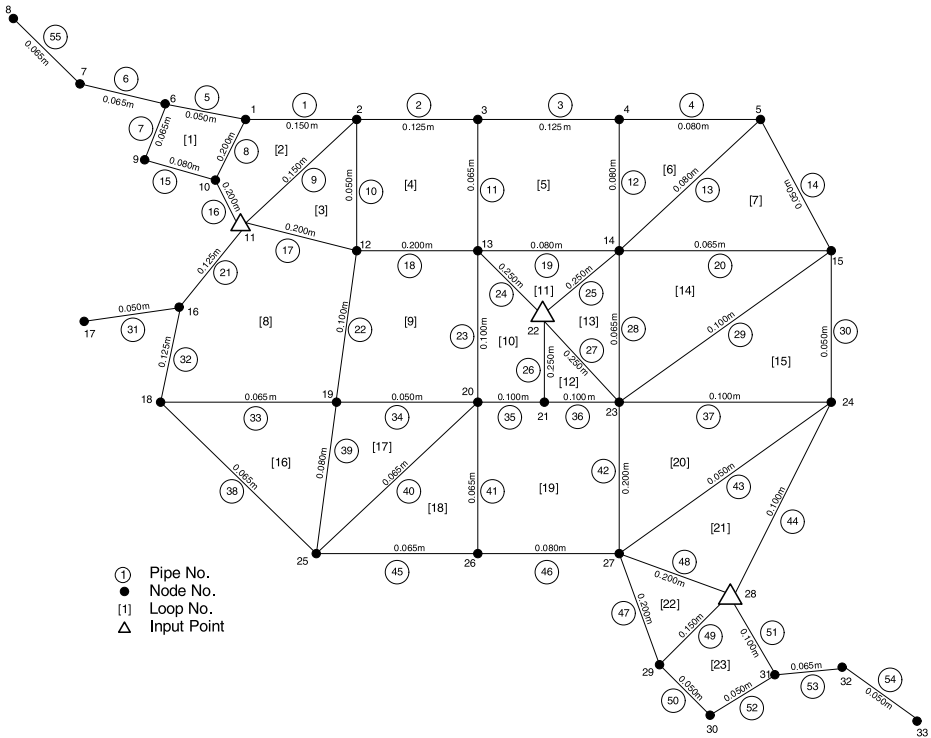 8
55
0.065m
7
6
0.065m
6
5
0.050m
1
1
0.150m
2
2
0.125m
3
3
0.125m
4
4
0.080m
5
7
0.065m
[1]
8
0.200m
[2]
9
0.150m
10
0.050m
[4]
11
0.065m
[5]
12
0.080m
[6]
13
0.080m
[7]
14
9
15
0.080m
10
16
0.200m
[3]
11
17
0.200m
12
18
0.200m
13
19
0.080m
14
20
0.065m
15
21
0.125m
24
0.250m
[11]
25
0.250m
[14]
16
0.050m
31
17
32
0.125m
[8]
22
0.100m
[9]
23
0.100m
[10]
22
[13]
27
0.250m
28
0.065m
29
0.100m
30
0.050m
26
0.250m
[12]
[15]
18
0.065m
33
19
0.050m
34
20
0.100m
35
21
0.100m
36
23
0.100m
37
24
38
0.065m
[16]
39
0.080m
[17]
40
0.065m
[18]
41
0.065m
[19]
42
0.200m
[20]
43
0.050m
[21]
44
0.100m
25
0.065m
45
26
0.080m
46
27
48
0.200m
28
47
0.200m
[22]
49
0.150m
51
0.100m
[23]
29
50
0.050m
30
52
0.050m
31
0.065m
53
32
54
0.050m
33
1 Pipe No.
Node No.
[1] Loop No.
Input Point